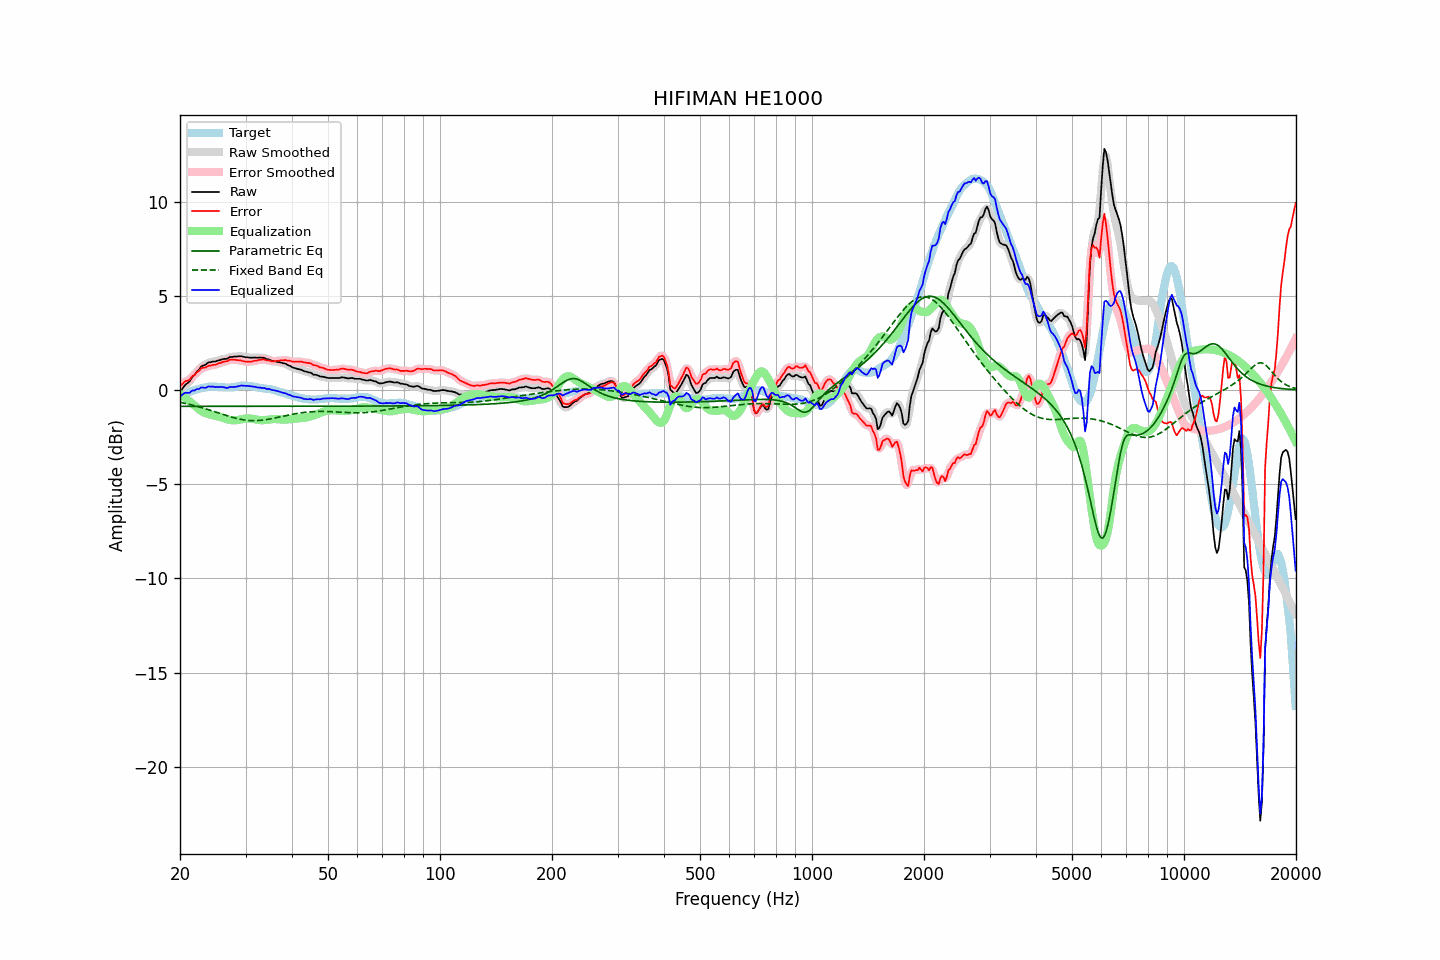 HIFIMAN HE1000
Target
Raw Smoothed
Error Smoothed
Raw
Error
Equalization
Parametric Eq
Fixed Band Eq
Equalized
10
5
0
−5
−10
−15
−20
Amplitude (dBr)
20
50
100
200
500
1000
2000
5000
10000
20000
Frequency (Hz)